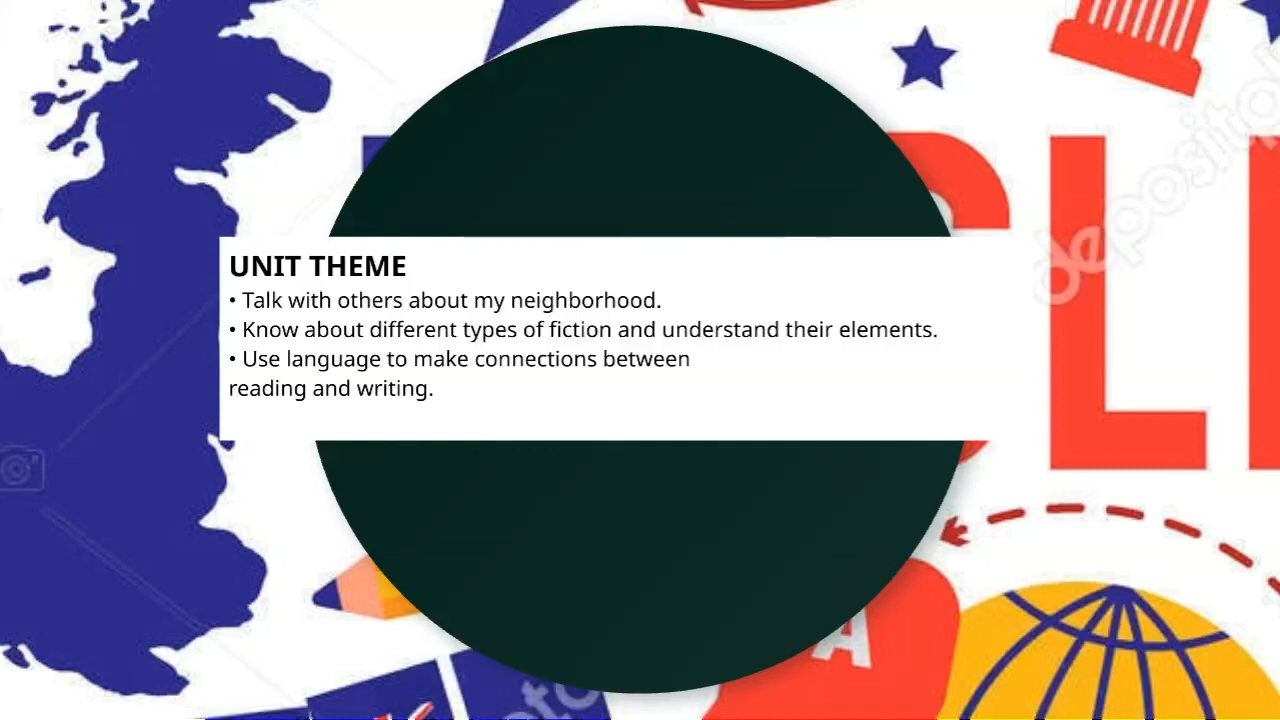 UNIT THEME
• Talk with others about my neighborhood.
• Know about different types of fiction and understand their elements.
• Use language to make connections between
reading and writing.
LI
A